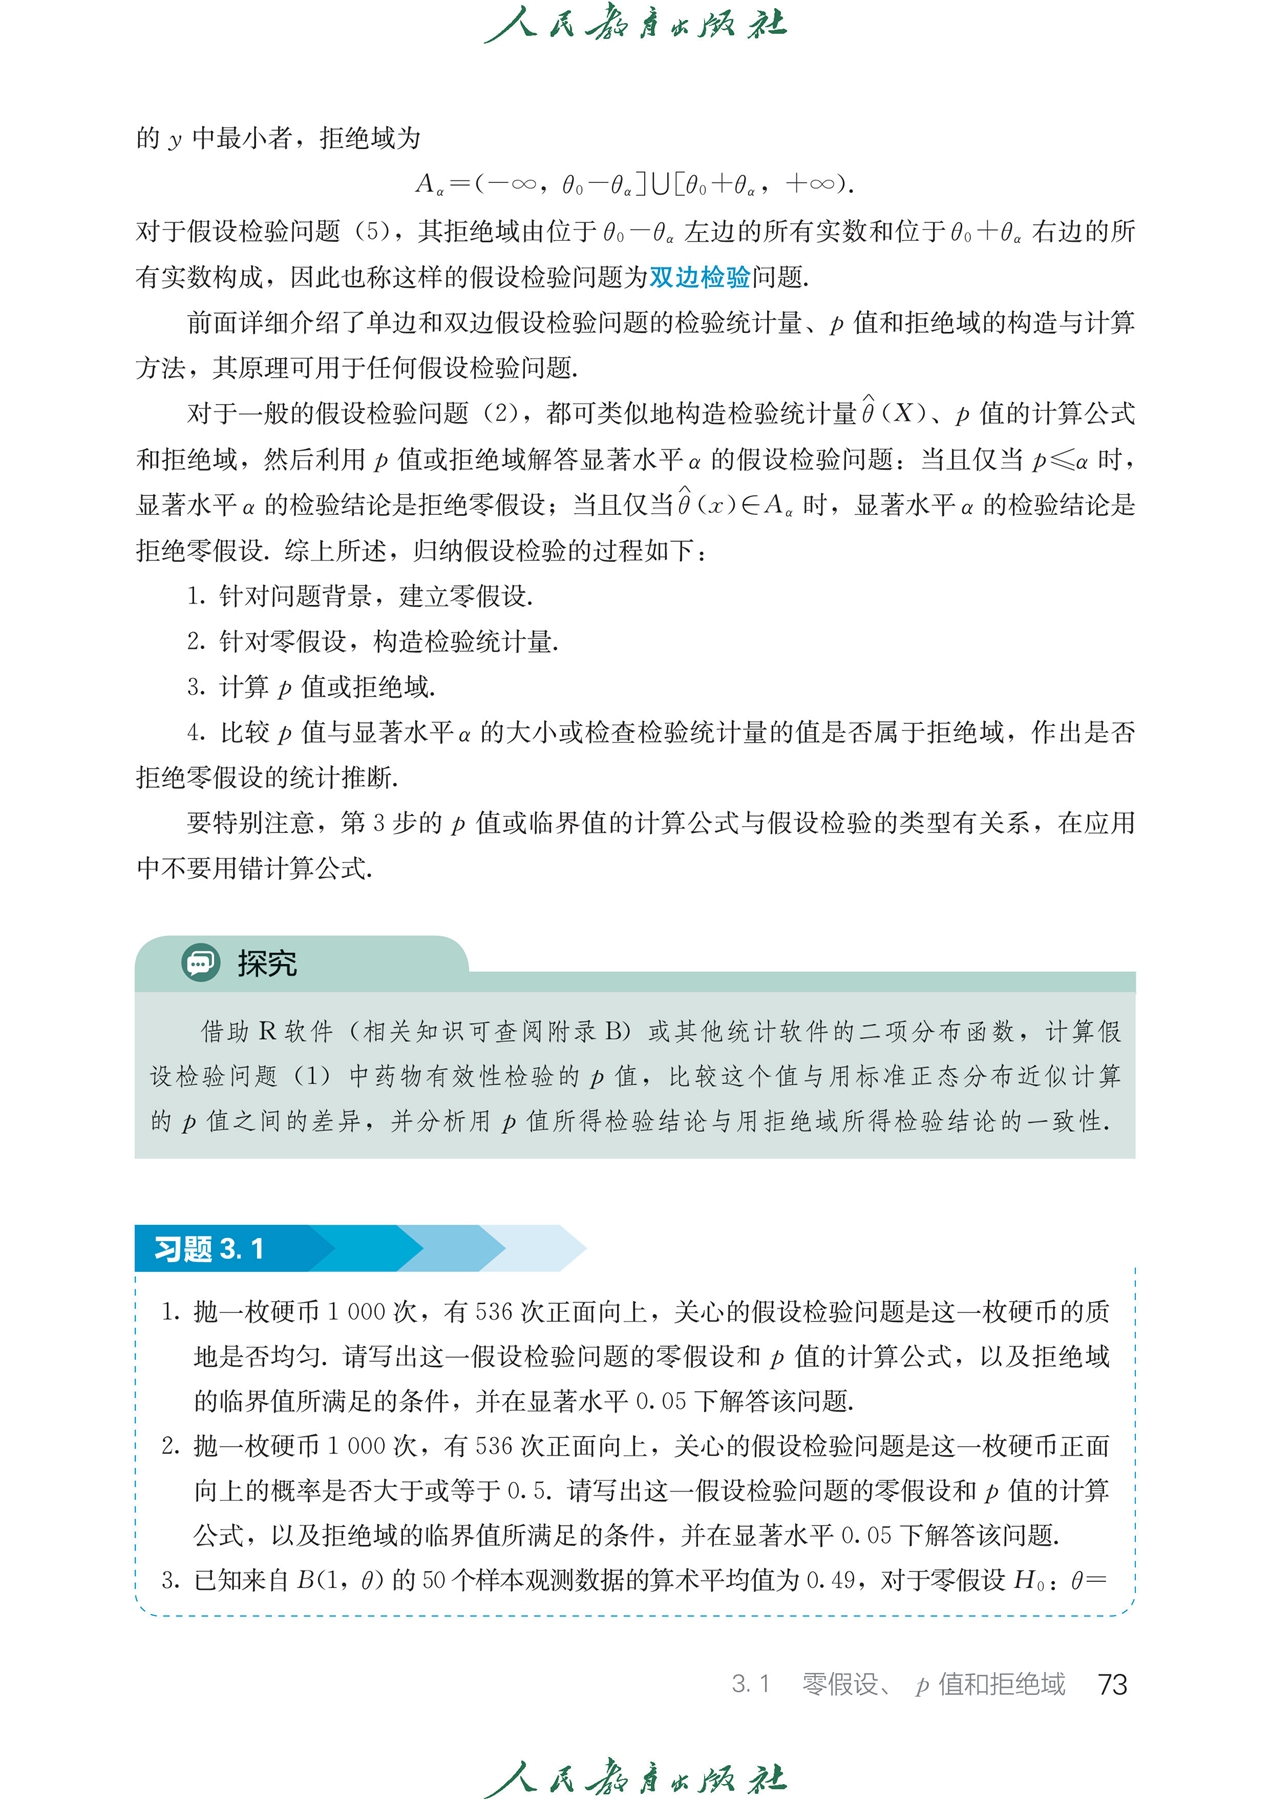 人民教育出版社
的 y 中最小者，拒绝域为
Aα=(−∞，θ0−θα]∪[θ0+θα，+∞).
对于假设检验问题（5），其拒绝域由位于θ0−θα 左边的所有实数和位于θ0+θα 右边的所
有实数构成，因此也称这样的假设检验问题为双边检验问题.
前面详细介绍了单边和双边假设检验问题的检验统计量、p 值和拒绝域的构造与计算
方法，其原理可用于任何假设检验问题.
对于一般的假设检验问题（2），都可类似地构造检验统计量θ̂(X)、p 值的计算公式
和拒绝域，然后利用 p 值或拒绝域解答显著水平α 的假设检验问题：当且仅当 p≤α 时，
显著水平α 的检验结论是拒绝零假设；当且仅当θ̂(x)∈Aα 时，显著水平α 的检验结论是
拒绝零假设. 综上所述，归纳假设检验的过程如下：
1. 针对问题背景，建立零假设.
2. 针对零假设，构造检验统计量.
3. 计算 p 值或拒绝域.
4. 比较 p 值与显著水平α 的大小或检查检验统计量的值是否属于拒绝域，作出是否
拒绝零假设的统计推断.
要特别注意，第 3 步的 p 值或临界值的计算公式与假设检验的类型有关系，在应用
中不要用错计算公式.
探究
借助 R 软件（相关知识可查阅附录 B）或其他统计软件的二项分布函数，计算假
设检验问题（1）中药物有效性检验的 p 值，比较这个值与用标准正态分布近似计算
的 p 值之间的差异，并分析用 p 值所得检验结论与用拒绝域所得检验结论的一致性.
习题 3.1
1. 抛一枚硬币 1 000 次，有 536 次正面向上，关心的假设检验问题是这一枚硬币的质
地是否均匀. 请写出这一假设检验问题的零假设和 p 值的计算公式，以及拒绝域
的临界值所满足的条件，并在显著水平 0.05 下解答该问题.
2. 抛一枚硬币 1 000 次，有 536 次正面向上，关心的假设检验问题是这一枚硬币正面
向上的概率是否大于或等于 0.5. 请写出这一假设检验问题的零假设和 p 值的计算
公式，以及拒绝域的临界值所满足的条件，并在显著水平 0.05 下解答该问题.
3. 已知来自 B(1，θ) 的 50 个样本观测数据的算术平均值为 0.49，对于零假设 H0：θ=
3.1 零假设、p 值和拒绝域 73
人民教育出版社